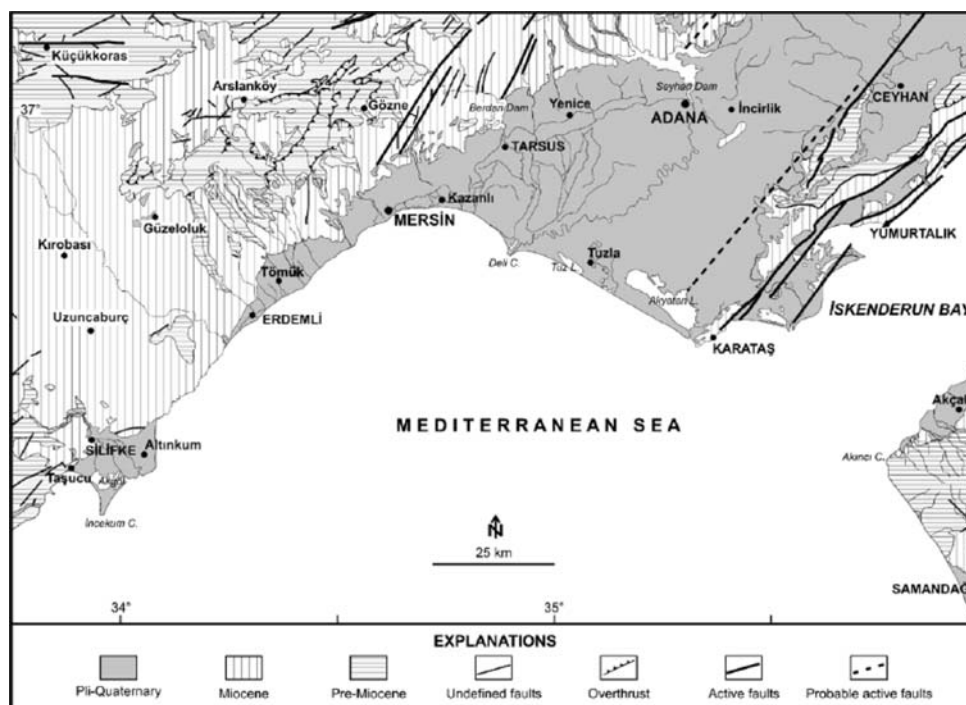 Küçükkoras
Arslanköy
37°
Gözne
Berdan Dam
Yenice
Seyhan Dam
ADANA
İncirlik
CEYHAN
TARSUS
Kazanlı
MERSİN
Güzeloluk
YUMURTALIK
Kırobası
Deli C.
Tuz L.
Tuzla
Tömük
Akyatan L.
Uzuncaburç
ERDEMLİ
İSKENDERUN BAY
KARATAŞ
Akçal
MEDITERRANEAN SEA
SİLİFKE
Altınkum
Akıncı C.
Taşucu
Akgöl
İncekum C.
N
25 km
SAMANDAĞ
34°
35°
EXPLANATIONS
Pli-Quaternary
Miocene
Pre-Miocene
Undefined faults
Overthrust
Active faults
Probable active faults